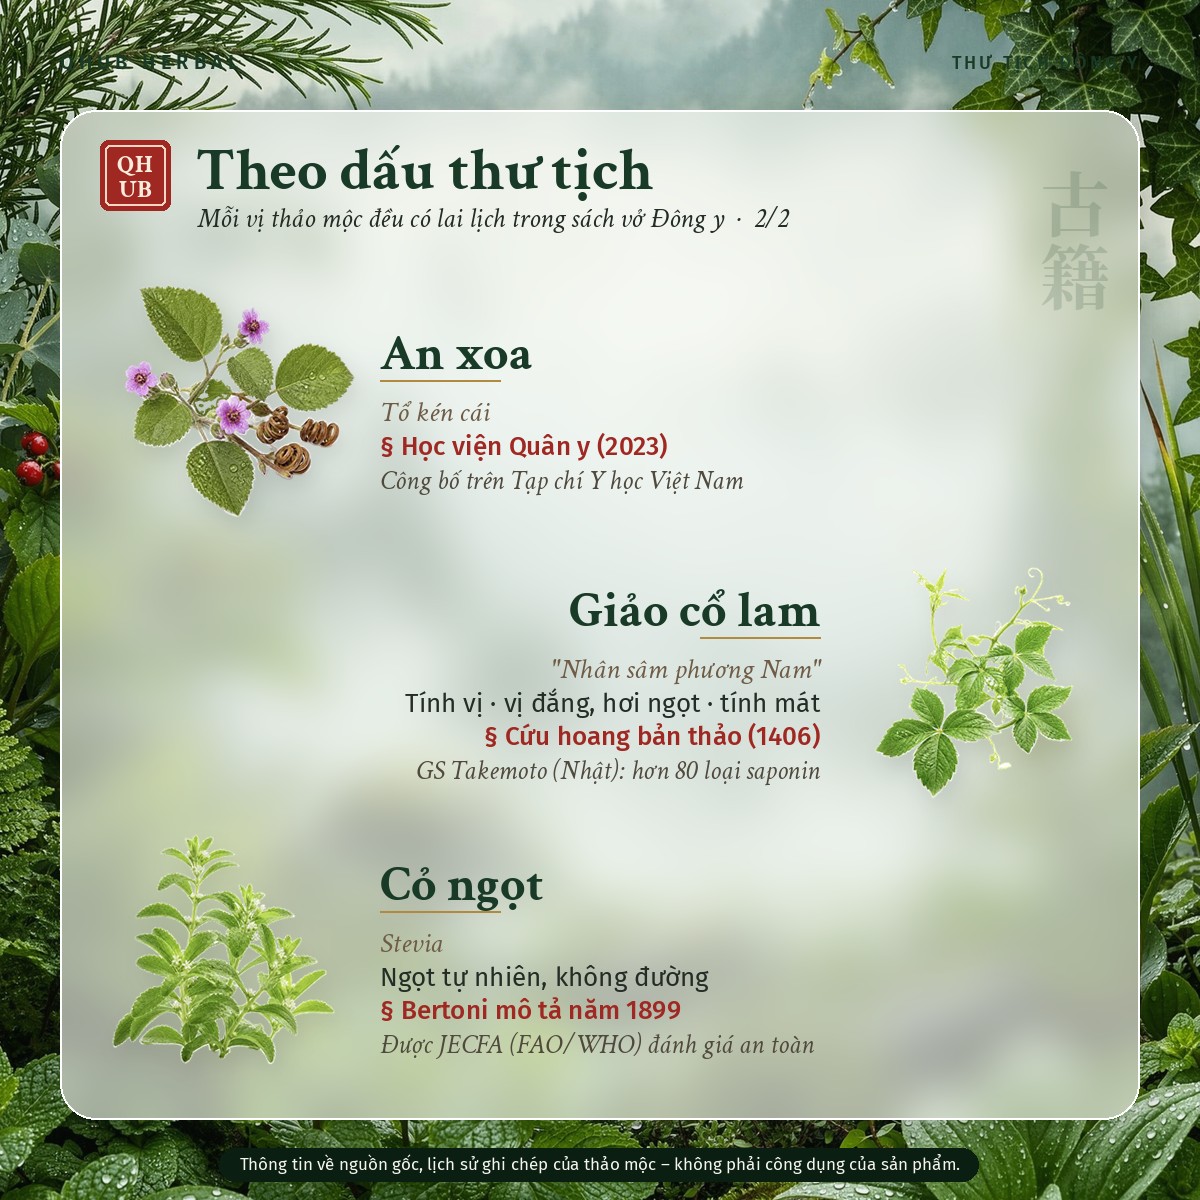 HERBAL
THƯ
QH
UB
Theo dấu thư tịch
Mỗi vị thảo mộc đều có lai lịch trong sách vở Đông y · 2/2
古籍
An xoa
Tổ kén cái
§ Học viện Quân y (2023)
Công bố trên Tạp chí Y học Việt Nam
Giảo cổ lam
"Nhân sâm phương Nam"
Tính vị · vị đắng, hơi ngọt · tính mát
§ Cứu hoang bản thảo (1406)
GS Takemoto (Nhật): hơn 80 loại saponin
Cỏ ngọt
Stevia
Ngọt tự nhiên, không đường
§ Bertoni mô tả năm 1899
Được JECFA (FAO/WHO) đánh giá an toàn
Thông tin về nguồn gốc, lịch sử ghi chép của thảo mộc – không phải công dụng của sản phẩm.